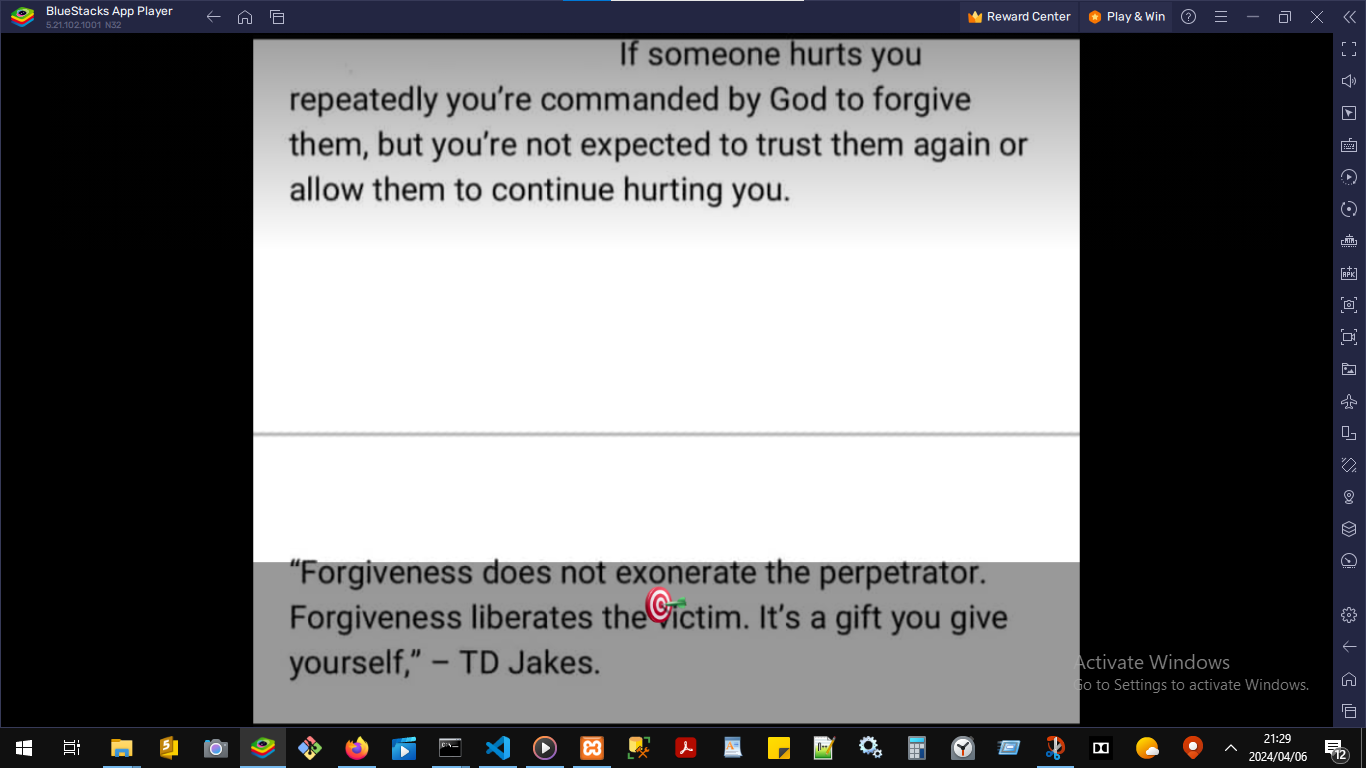 BlueStacks App Player
5.21.102.1001 N32
Reward Center
Play & Win
If someone hurts you
repeatedly you're commanded by God to forgive
them, but you're not expected to trust them again or
allow them to continue hurting you.
“Forgiveness does not exonerate the perpetrator.
Forgiveness liberates the victim. It's a gift you give
yourself,” – TD Jakes.
Activate Windows
Go to Settings to activate Windows.
21:29
2024/04/06
12